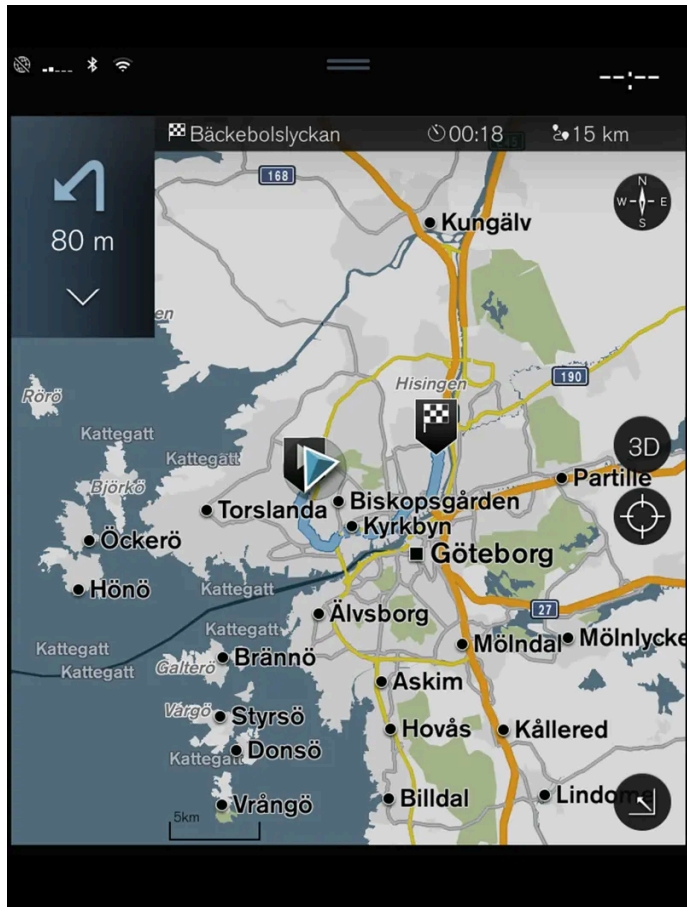 --:--
Bäckebolslyckan 00:18 15 km
80 m
168
Kungälv
N
W E
S
en
190
Rörö
Hisingen
Kattegatt
Kattegatt
3D
Björkö
Partille
Biskopsgården
Torslanda
Kyrkbyn
Öckerö
Göteborg
Hönö
Kattegatt
27
Älvsborg
Kattegatt
Mölndal
Mölnlycke
Kattegatt
Brännö
Galterö
Kattegatt
Askim
Vargö
Styrsö
Hovås
Kållered
Donsö
Kattegatt
Billdal
Lindome
Vrångö
5km